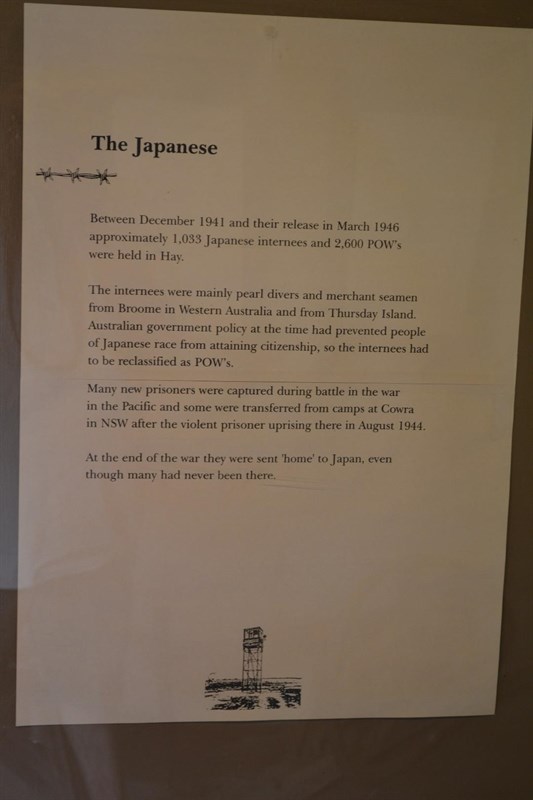 The Japanese
Between December 1941 and their release in March 1946
approximately 1,033 Japanese internees and 2,600 POW's
were held in Hay.
The internees were mainly pearl divers and merchant seamen
from Broome in Western Australia and from Thursday Island.
Australian government policy at the time had prevented people
of Japanese race from attaining citizenship, so the internees had
to be reclassified as POW's.
Many new prisoners were captured during battle in the war
in the Pacific and some were transferred from camps at Cowra
in NSW after the violent prisoner uprising there in August 1944.
At the end of the war they were sent 'home' to Japan, even
though many had never been there.